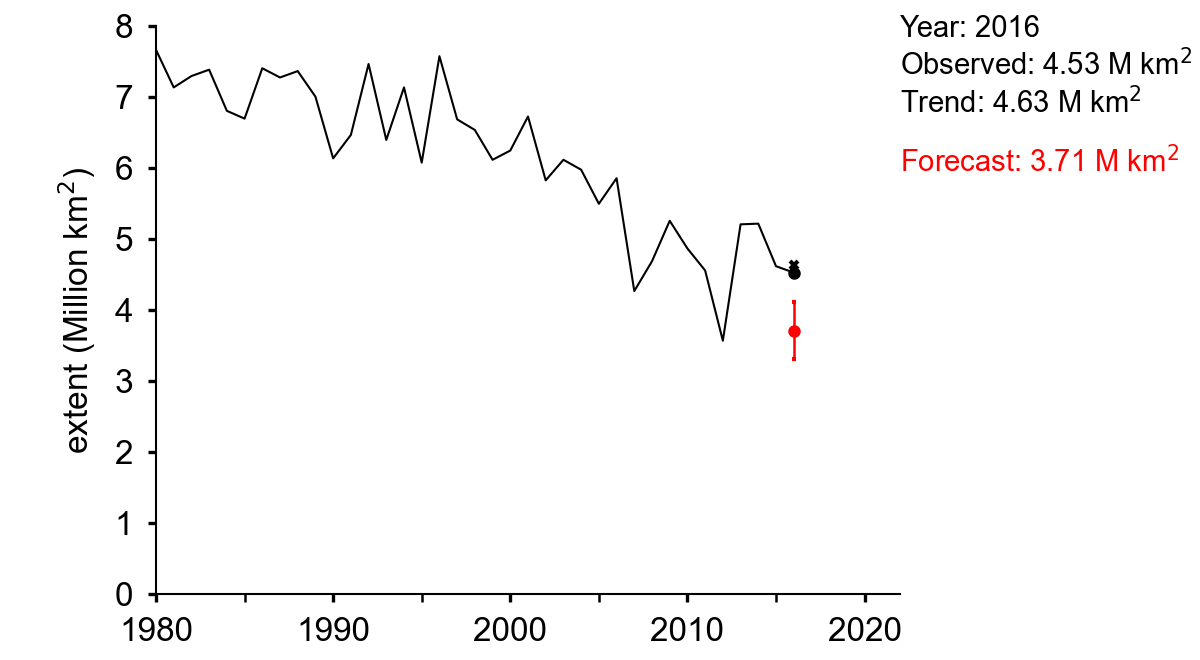 8
7
6
5
4
3
2
1
0
extent (Million km²)
1980
1990
2000
2010
2020
Year: 2016
Observed: 4.53 M km²
Trend: 4.63 M km²
Forecast: 3.71 M km²